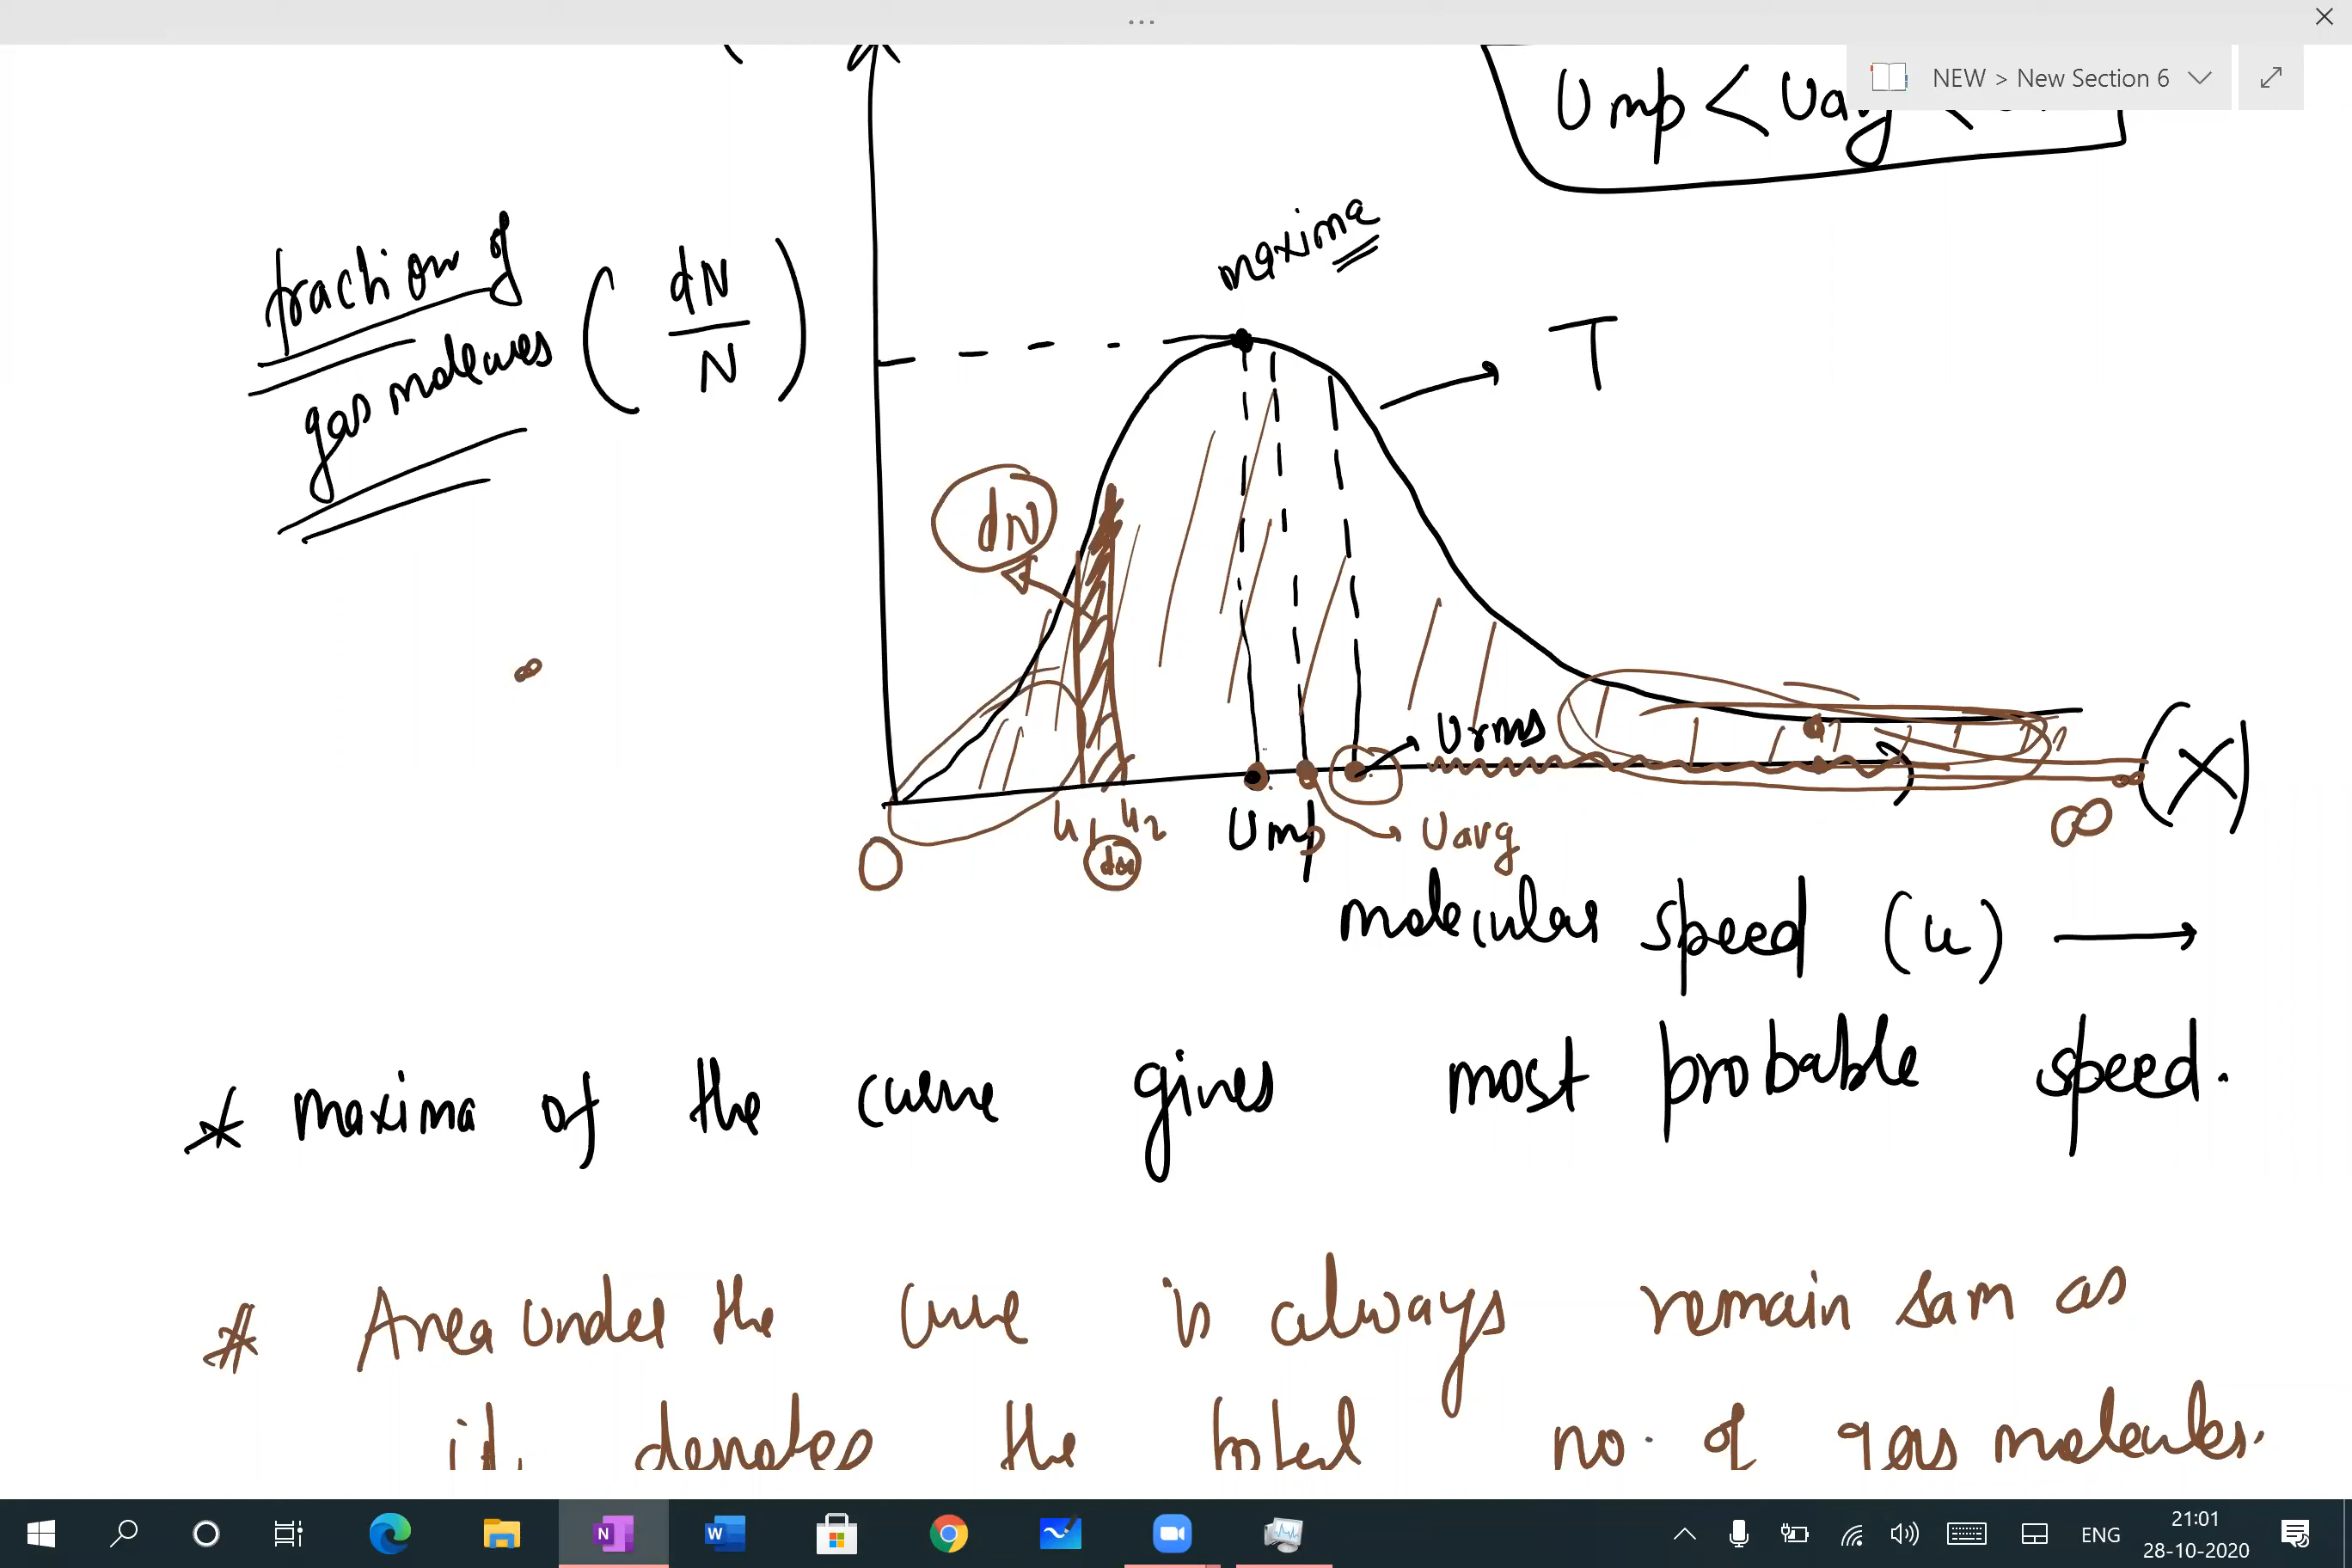 ...
NEW > New Section 6
Ump < Uavg <
maxima
fraction of
gas molecules
( dN / N )
T
dN
Urms
(X)
u1 u2
du
Ump
Uavg
O
∞
molecular speed (u) →
* maxima of the curve gives most probable speed.
* Area under the curve is always remain sam as
it denotes the total no. of gas molecules.
ENG
21:01
28-10-2020